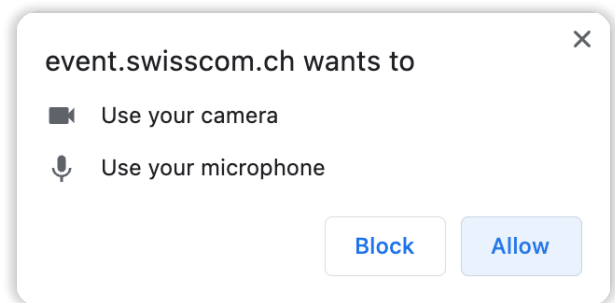 event.swisscom.ch wants to
Use your camera
Use your microphone
Block
Allow